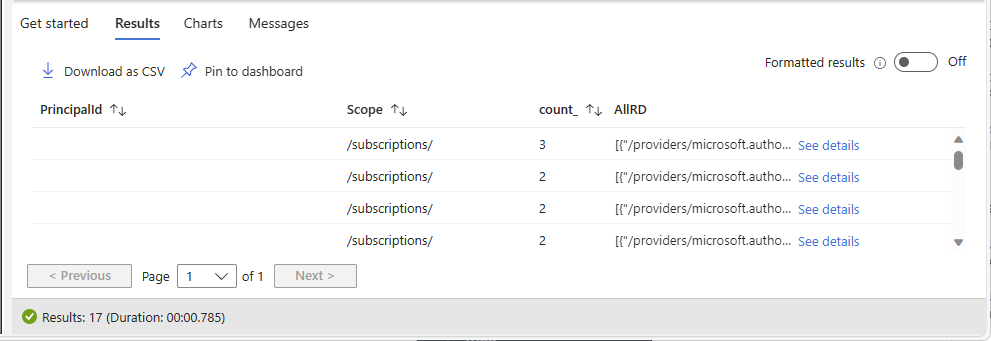 Get started Results Charts Messages
Download as CSV Pin to dashboard Formatted results Off
PrincipalId Scope count_ AllRD
/subscriptions/ 3 [{"/providers/microsoft.autho... See details
/subscriptions/ 2 [{"/providers/microsoft.autho... See details
/subscriptions/ 2 [{"/providers/microsoft.autho... See details
/subscriptions/ 2 [{"/providers/microsoft.autho... See details
< Previous Page 1 of 1 Next >
Results: 17 (Duration: 00:00.785)